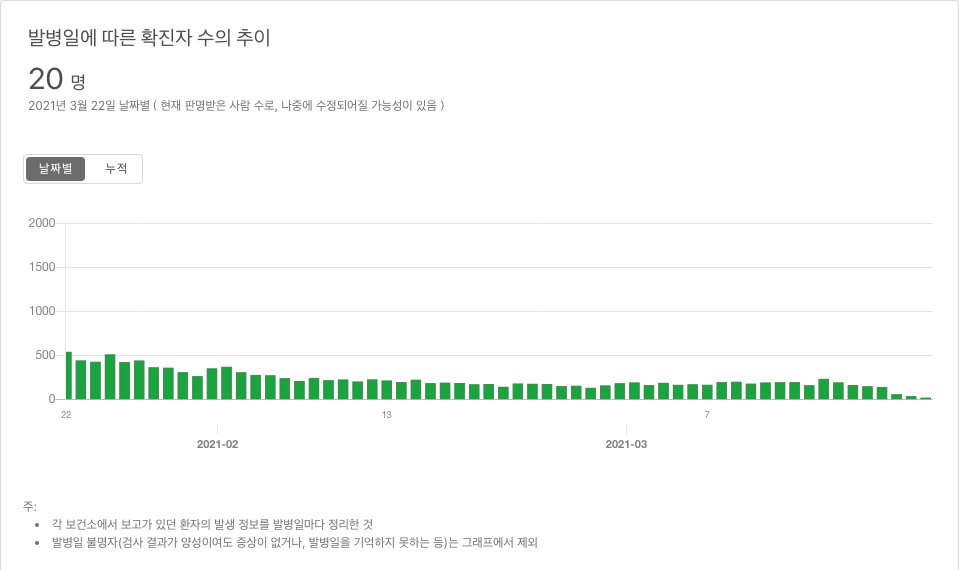 발병일에 따른 확진자 수의 추이
20 명
2021년 3월 22일 날짜별 ( 현재 판명받은 사람 수로, 나중에 수정되어질 가능성이 있음 )
날짜별 누적
2000
1500
1000
500
0
22 13 7
2021-02 2021-03
주:
• 각 보건소에서 보고가 있던 환자의 발생 정보를 발병일마다 정리한 것
• 발병일 불명자(검사 결과가 양성이여도 증상이 없거나, 발병일을 기억하지 못하는 등)는 그래프에서 제외